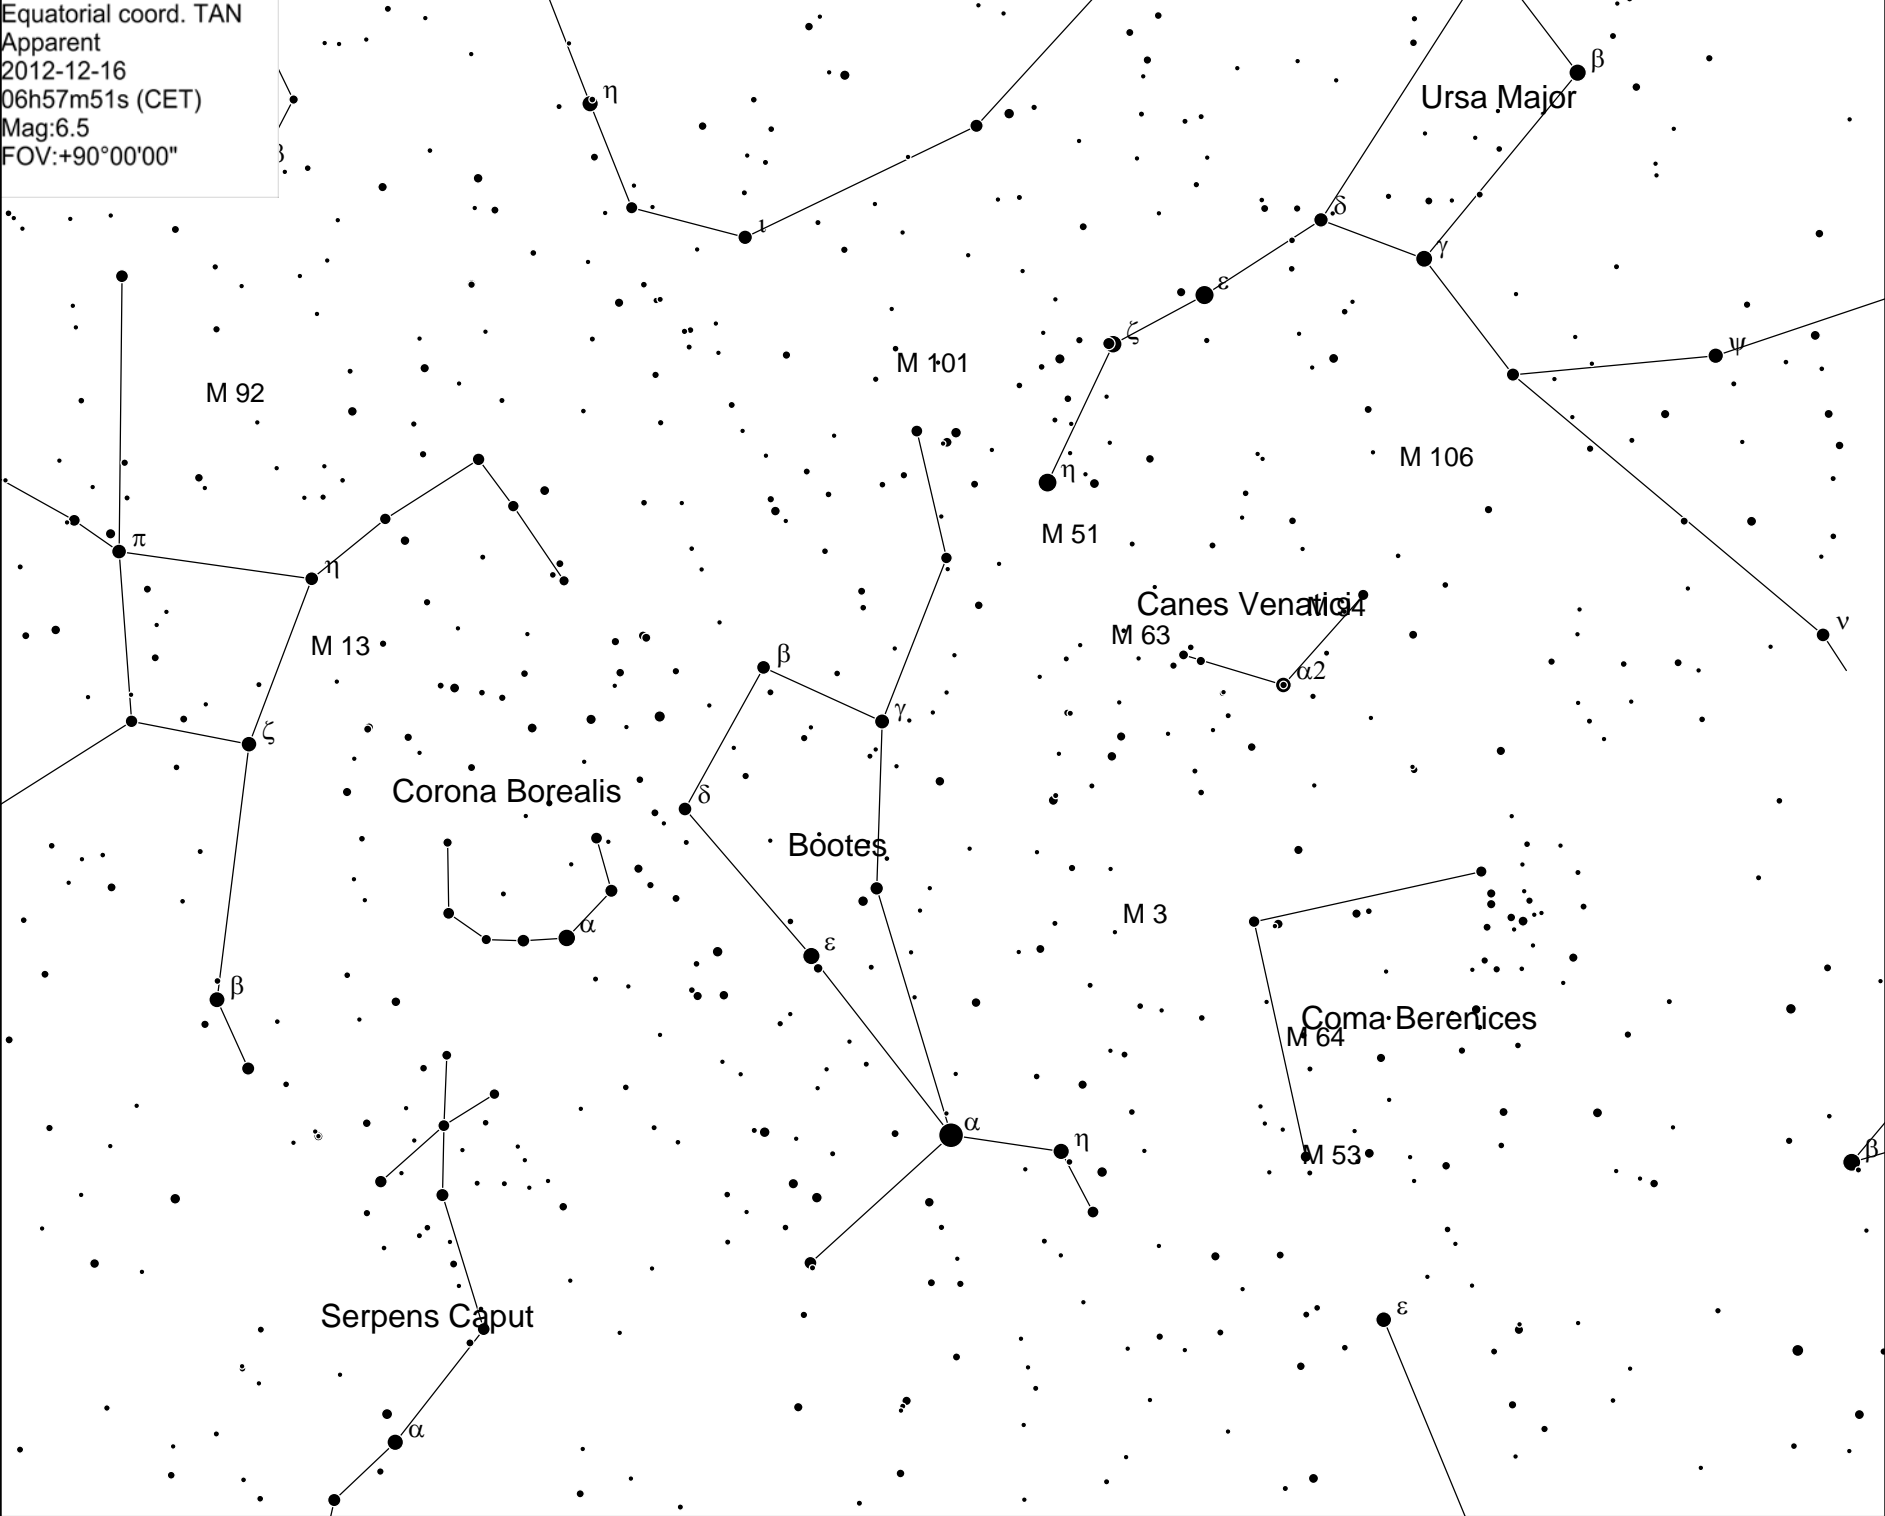 Equatorial coord. TAN
Apparent
2012-12-16
06h57m51s (CET)
Mag:6.5
FOV:+90°00'00"
β
η
β
Ursa Major
ι
δ
γ
ε
ζ
ψ
M 101
M 92
M 106
η
M 51
π
η
Canes Venatici
M 94
M 63
ν
M 13
β
α2
γ
ζ
Corona Borealis
δ
Bootes
M 3
α
ε
β
Coma Berenices
M 64
α
η
M 53
β
Serpens Caput
ε
α